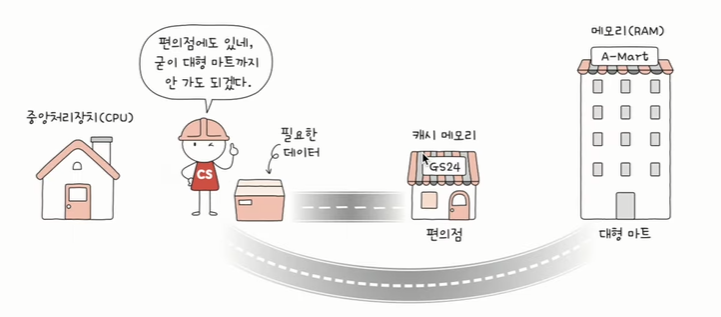 메모리(RAM)
A-Mart
편의점에도 있네,
굳이 대형 마트까지
안 가도 되겠다.
중앙처리장치(CPU)
CS
필요한
데이터
캐시 메모리
GS24
편의점
대형 마트